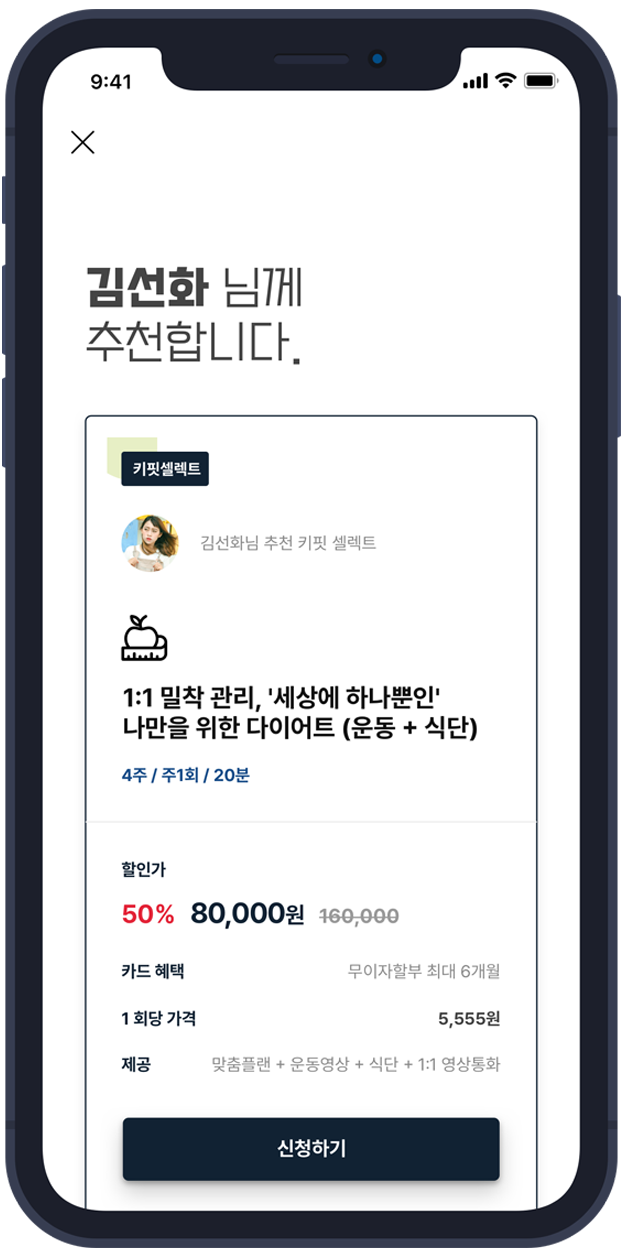 9:41
김선화 님께
추천합니다.
키핏셀렉트
김선화님 추천 키핏 셀렉트
1:1 밀착 관리, '세상에 하나뿐인'
나만을 위한 다이어트 (운동 + 식단)
4주 / 주1회 / 20분
할인가
50% 80,000원 160,000
카드 혜택 무이자할부 최대 6개월
1 회당 가격 5,555원
제공 맞춤플랜 + 운동영상 + 식단 + 1:1 영상통화
신청하기